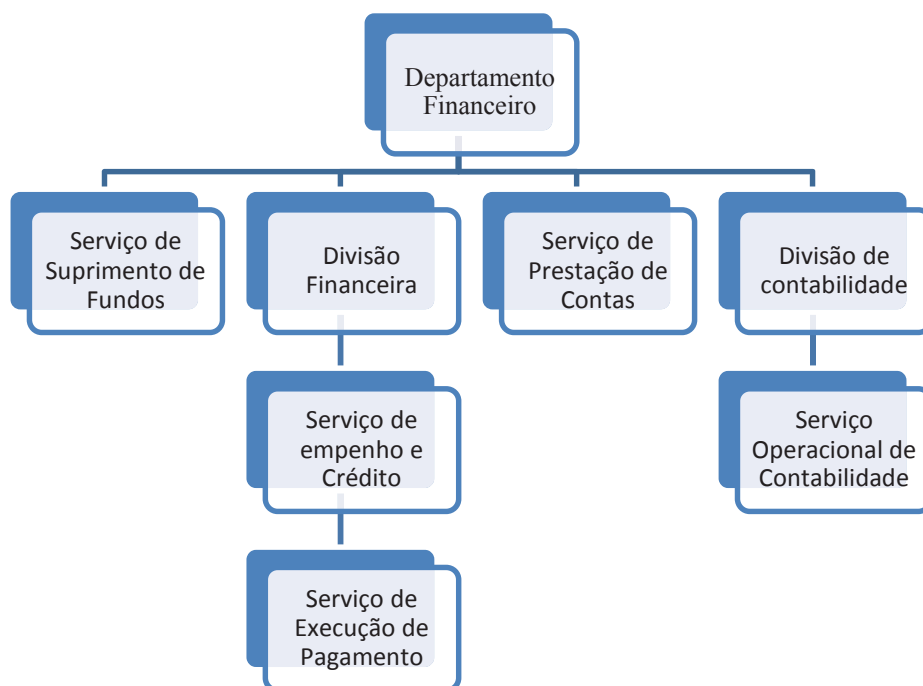 Departamento
Financeiro
Serviço de
Suprimento de
Fundos
Divisão
Financeira
Serviço de
Prestação de
Contas
Divisão de
contabilidade
Serviço de
empenho e
Crédito
Serviço
Operacional de
Contabilidade
Serviço de
Execução de
Pagamento